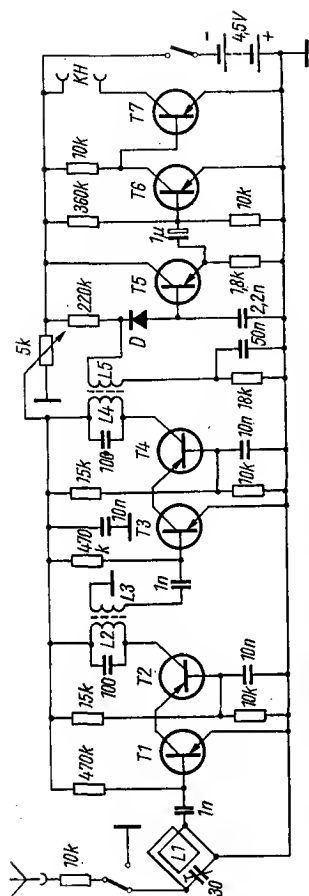 10k
L1
30
1n
470k
T1
15k
T2
10k
10n
100
L2
L3
1n
470
k
10n
T3
15k
T4
10k
10n
100
L4
L5
18k
50n
5k
220k
D
2,2n
T5
1,8k
1µ
360k
10k
T6
10k
T7
KH
- 4,5V +